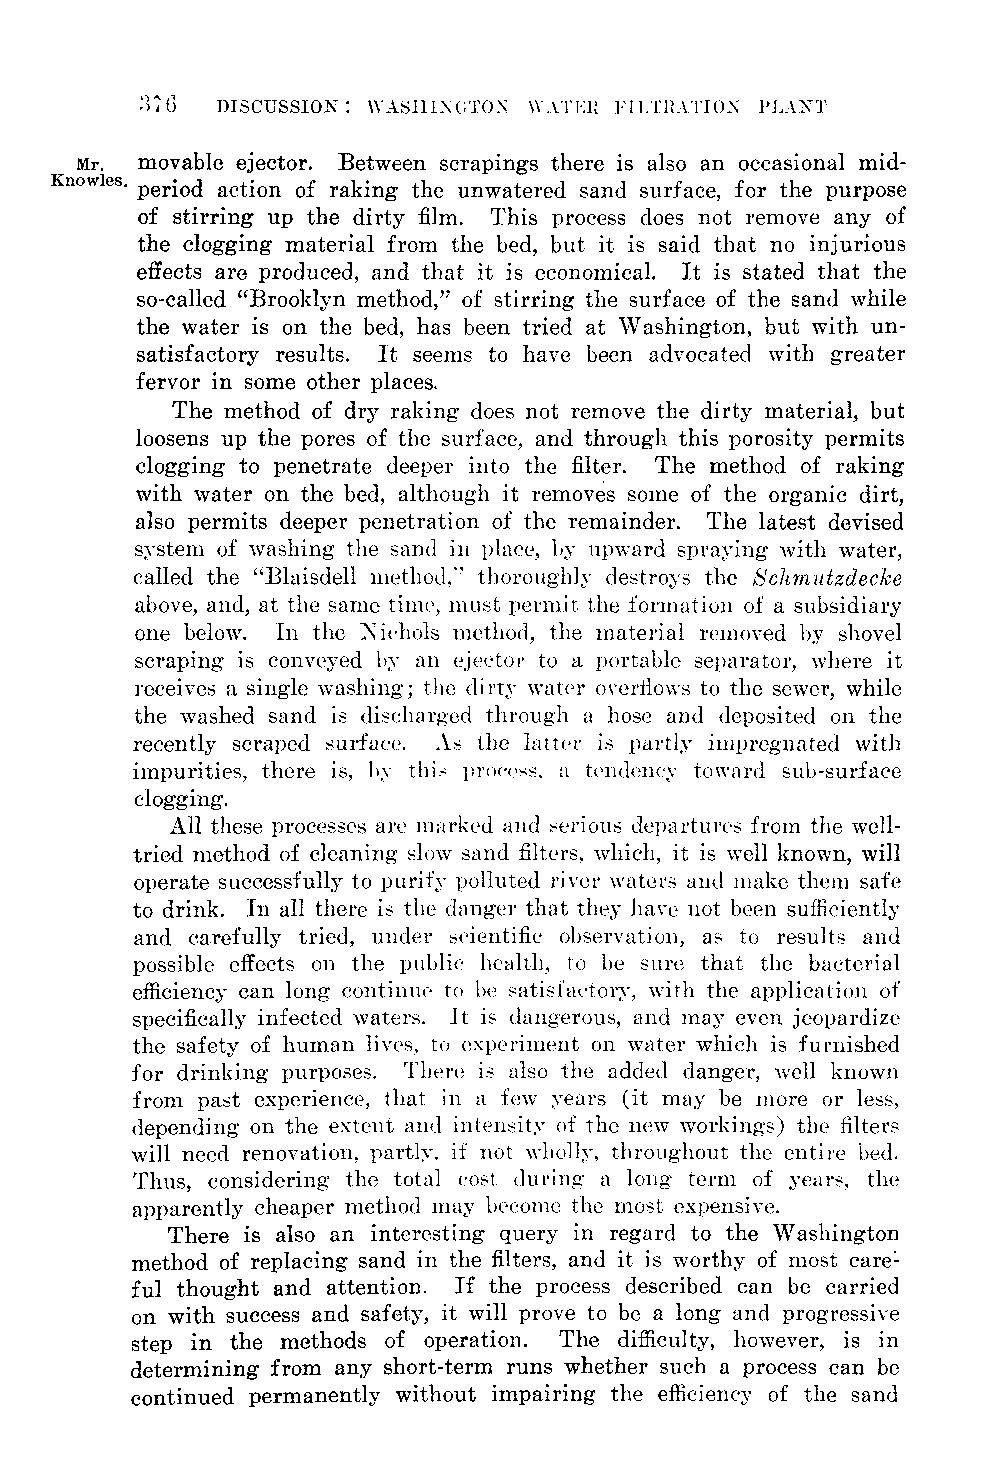 376 DISCUSSION: WASHINGTON WATER FILTRATION PLANT
Mr. Knowles.
movable ejector. Between scrapings there is also an occasional mid-
period action of raking the unwatered sand surface, for the purpose
of stirring up the dirty film. This process does not remove any of
the clogging material from the bed, but it is said that no injurious
effects are produced, and that it is economical. It is stated that the
so-called “Brooklyn method,” of stirring the surface of the sand while
the water is on the bed, has been tried at Washington, but with un-
satisfactory results. It seems to have been advocated with greater
fervor in some other places.
The method of dry raking does not remove the dirty material, but
loosens up the pores of the surface, and through this porosity permits
clogging to penetrate deeper into the filter. The method of raking
with water on the bed, although it removes some of the organic dirt,
also permits deeper penetration of the remainder. The latest devised
system of washing the sand in place, by upward spraying with water,
called the “Blaisdell method,” thoroughly destroys the Schmutzdecke
above, and, at the same time, must permit the formation of a subsidiary
one below. In the Nichols method, the material removed by shovel
scraping is conveyed by an ejector to a portable separator, where it
receives a single washing; the dirty water overflows to the sewer, while
the washed sand is discharged through a hose and deposited on the
recently scraped surface. As the latter is partly impregnated with
impurities, there is, by this process, a tendency toward sub-surface
clogging.
All these processes are marked and serious departures from the well-
tried method of cleaning slow sand filters, which, it is well known, will
operate successfully to purify polluted river waters and make them safe
to drink. In all there is the danger that they have not been sufficiently
and carefully tried, under scientific observation, as to results and
possible effects on the public health, to be sure that the bacterial
efficiency can long continue to be satisfactory, with the application of
specifically infected waters. It is dangerous, and may even jeopardize
the safety of human lives, to experiment on water which is furnished
for drinking purposes. There is also the added danger, well known
from past experience, that in a few years (it may be more or less,
depending on the extent and intensity of the new workings) the filters
will need renovation, partly, if not wholly, throughout the entire bed.
Thus, considering the total cost during a long term of years, the
apparently cheaper method may become the most expensive.
There is also an interesting query in regard to the Washington
method of replacing sand in the filters, and it is worthy of most care-
ful thought and attention. If the process described can be carried
on with success and safety, it will prove to be a long and progressive
step in the methods of operation. The difficulty, however, is in
determining from any short-term runs whether such a process can be
continued permanently without impairing the efficiency of the sand